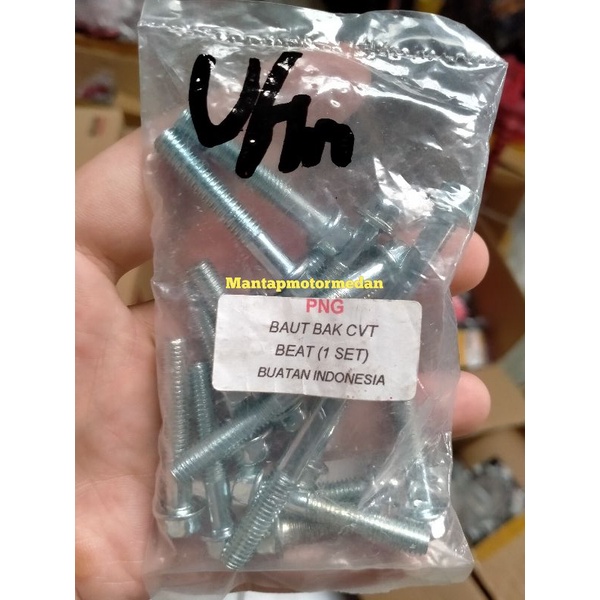 Mantapmotormedan
PNG
BAUT BAK CVT
BEAT (1 SET)
BUATAN INDONESIA